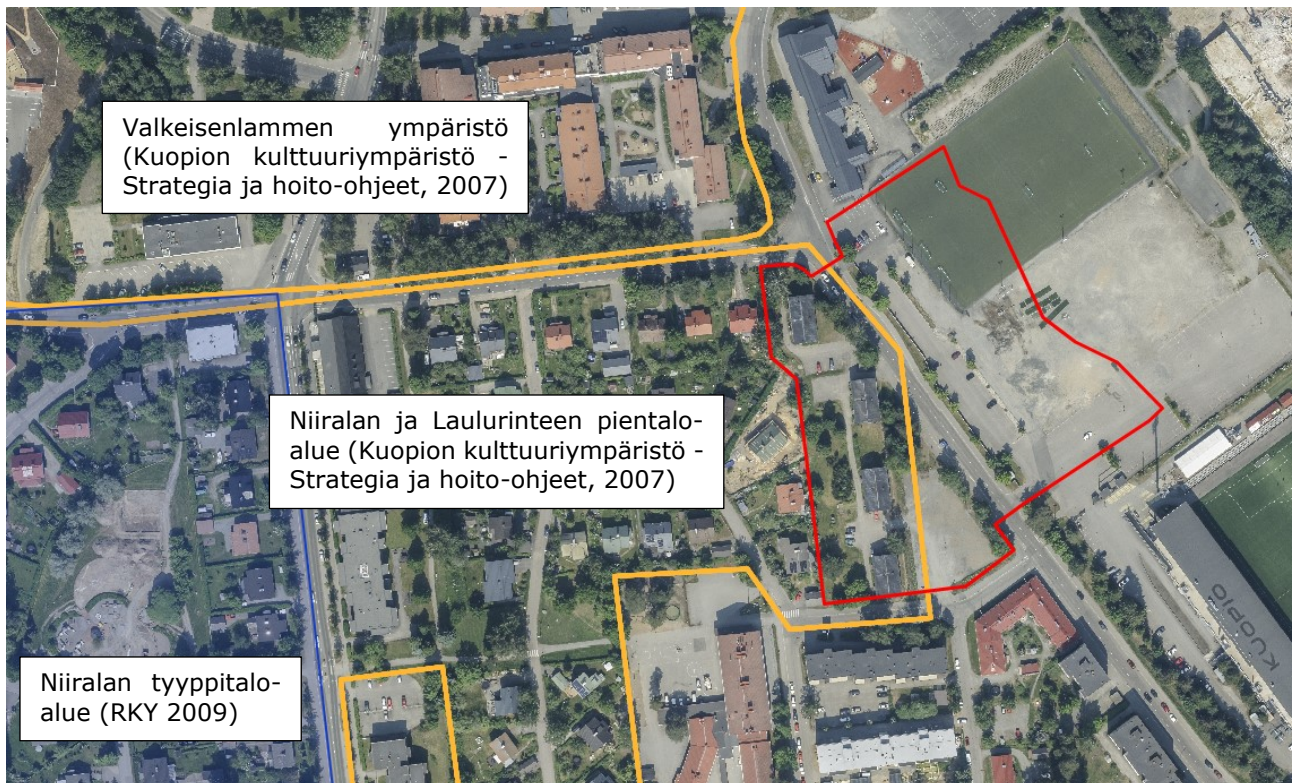 Valkeisenlammen ympäristö
(Kuopion kulttuuriympäristö -
Strategia ja hoito-ohjeet, 2007)
Niiralan ja Laulurinteen pientalo-
alue (Kuopion kulttuuriympäristö -
Strategia ja hoito-ohjeet, 2007)
Niiralan tyyppitalo-
alue (RKY 2009)
KUOPIO